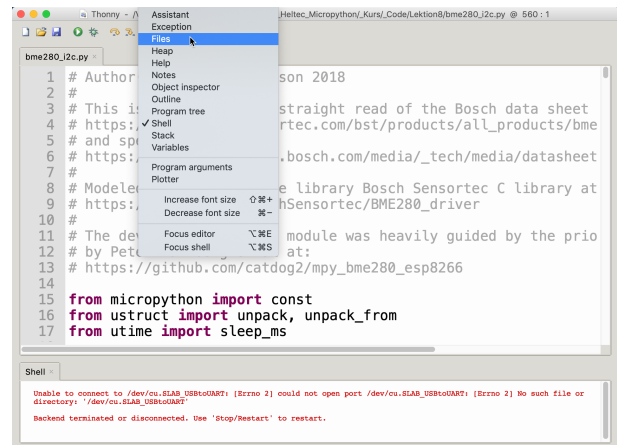 Thonny - /V
_Heltec_Micropython/_Kurs/_Code/Lektion8/bme280_i2c.py @ 560 : 1
Assistant
Exception
Files
Heap
Help
Notes
Object inspector
Outline
Program tree
✓ Shell
Stack
Variables
Program arguments
Plotter
Increase font size ⇧⌘+
Decrease font size ⌘−
Focus editor ⌥⌘E
Focus shell ⌥⌘S
bme280_i2c.py
1 # Author son 2018
2 #
3 # This is straight read of the Bosch data sheet
4 # https:/ rtec.com/bst/products/all_products/bme
5 # and spe
6 # https:/ .bosch.com/media/_tech/media/datasheet
7 #
8 # Modeled e library Bosch Sensortec C library at
9 # https:/ hSensortec/BME280_driver
10 #
11 # The dev module was heavily guided by the prio
12 # by Pete at:
13 # https://github.com/catdog2/mpy_bme280_esp8266
14
15 from micropython import const
16 from ustruct import unpack, unpack_from
17 from utime import sleep_ms
Shell
Unable to connect to /dev/cu.SLAB_USBtoUART: [Errno 2] could not open port /dev/cu.SLAB_USBtoUART: [Errno 2] No such file or
directory: '/dev/cu.SLAB_USBtoUART'
Backend terminated or disconnected. Use 'Stop/Restart' to restart.